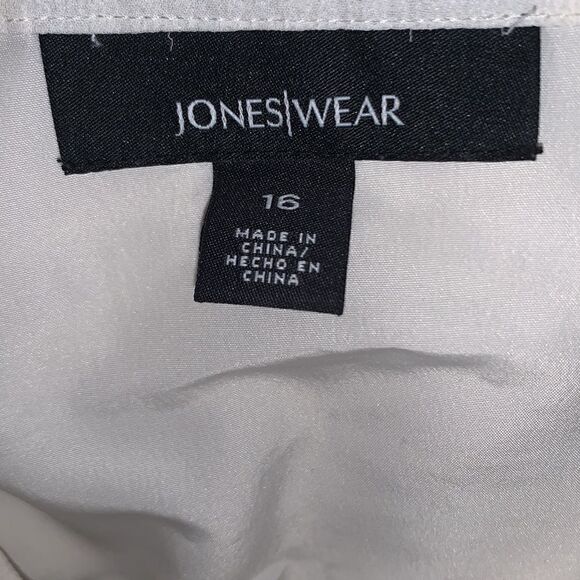 JONES|WEAR
16
MADE IN
CHINA/
HECHO EN
CHINA